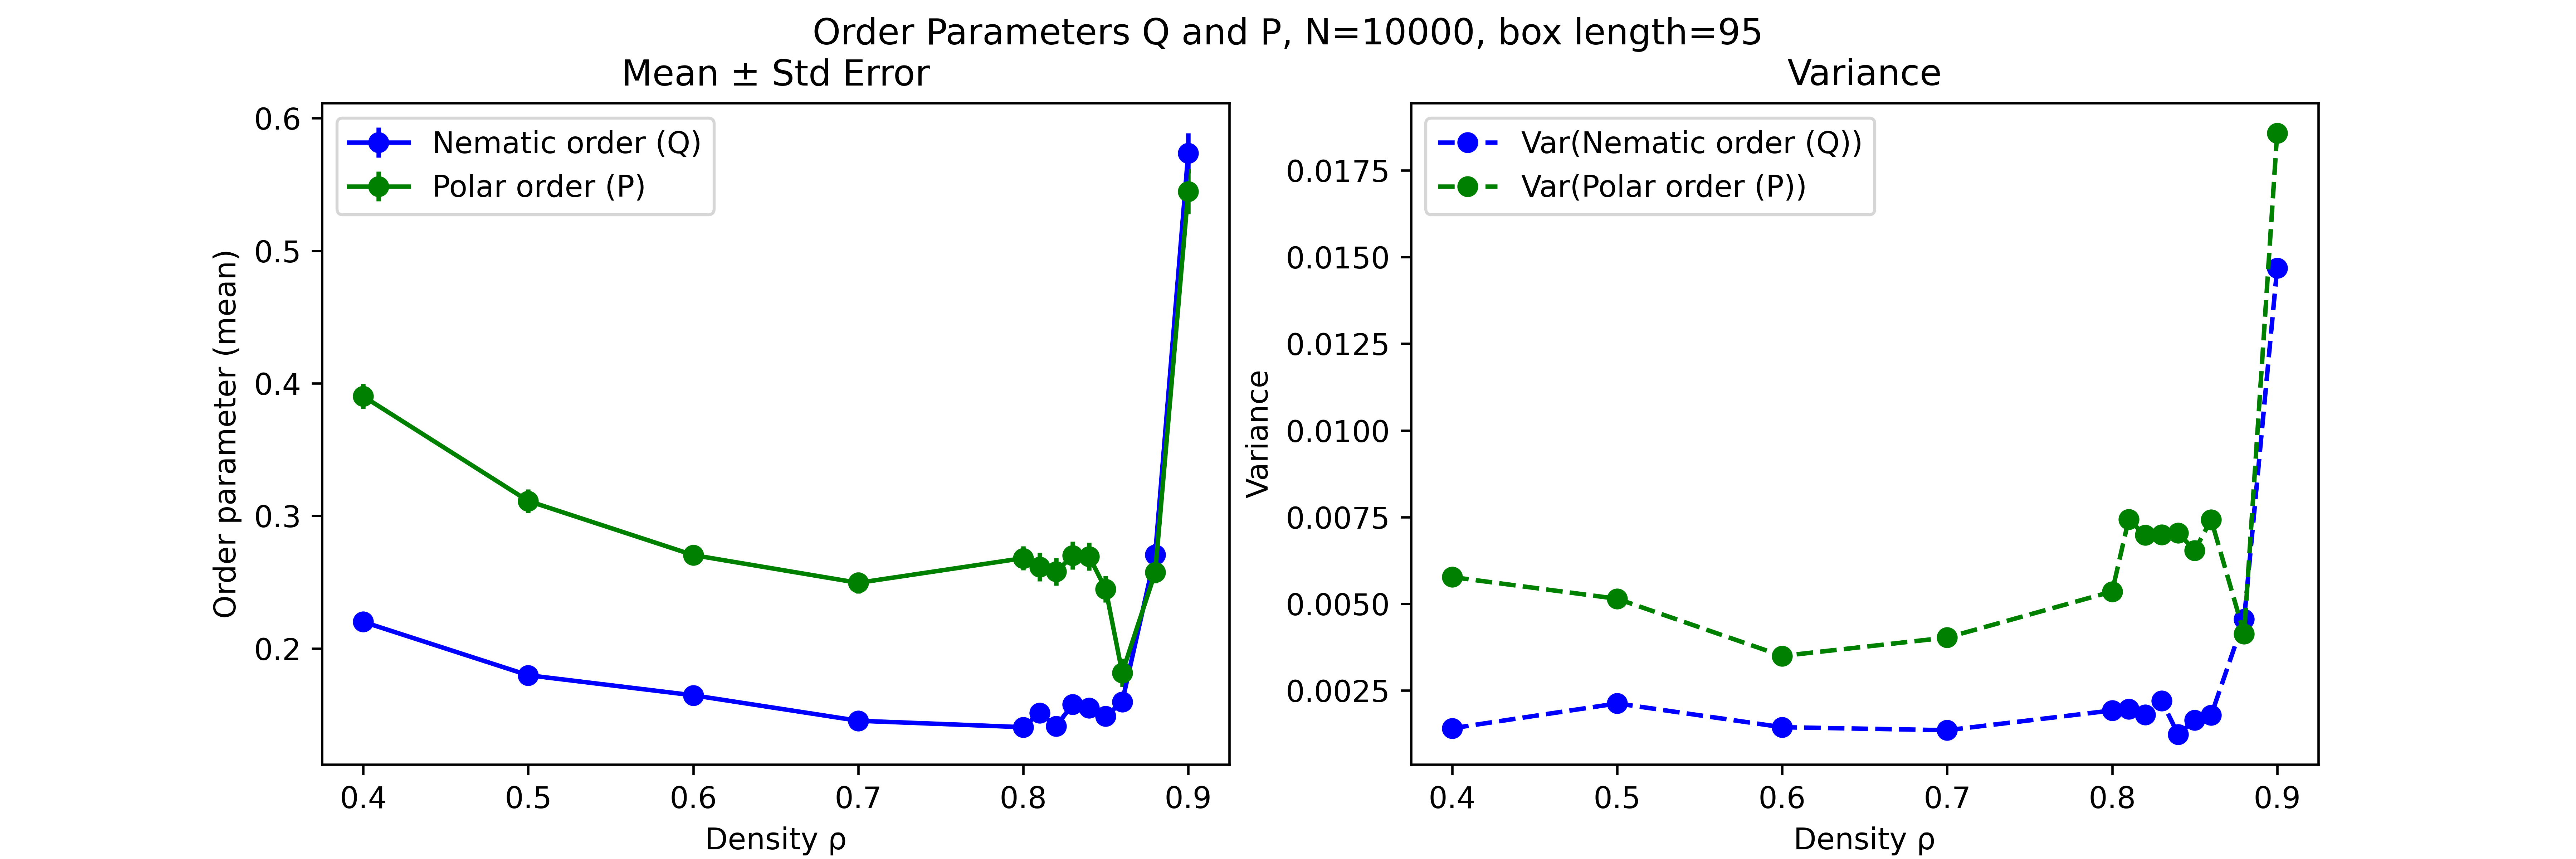 Order Parameters Q and P, N=10000, box length=95
Mean ± Std Error
Nematic order (Q)
Polar order (P)
Order parameter (mean)
0.6
0.5
0.4
0.3
0.2
0.4 0.5 0.6 0.7 0.8 0.9
Density ρ
Variance
Var(Nematic order (Q))
Var(Polar order (P))
Variance
0.0175
0.0150
0.0125
0.0100
0.0075
0.0050
0.0025
0.4 0.5 0.6 0.7 0.8 0.9
Density ρ